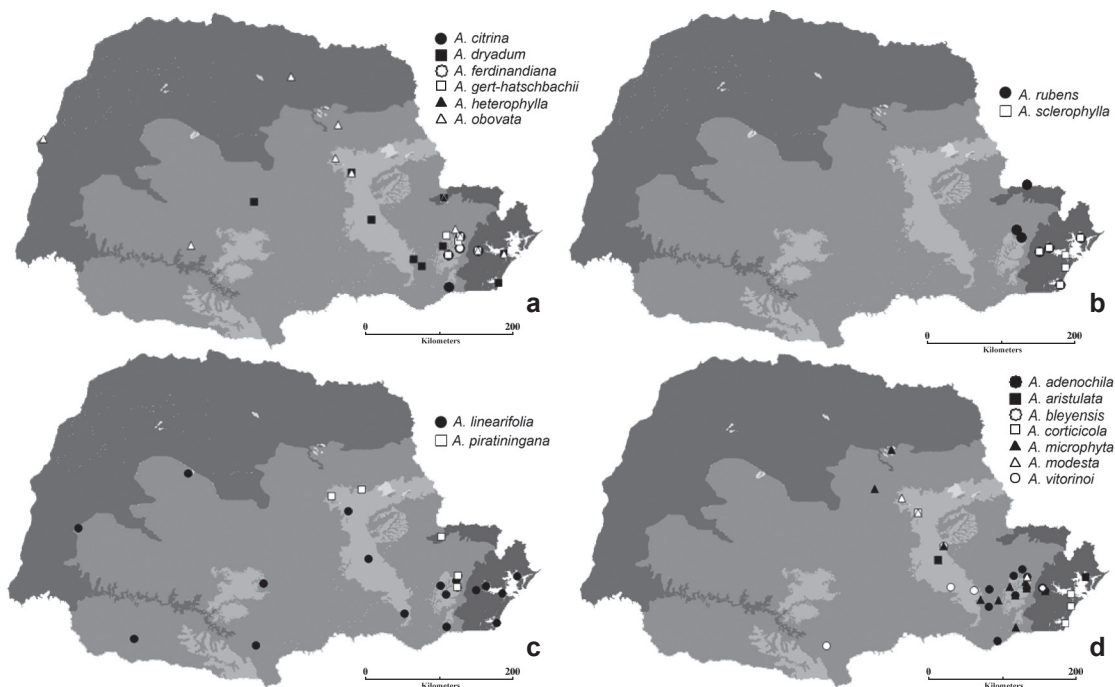 A. citrina
A. dryadum
A. ferdinandiana
A. gert-hatschbachii
A. heterophylla
A. obovata
a
0 200
Kilometers
A. rubens
A. sclerophylla
b
0 200
Kilometers
A. linearifolia
A. piratiningana
c
0 200
Kilometers
A. adenochila
A. aristulata
A. bleyensis
A. corticicola
A. microphyta
A. modesta
A. vitorinoi
d
0 200
Kilometers